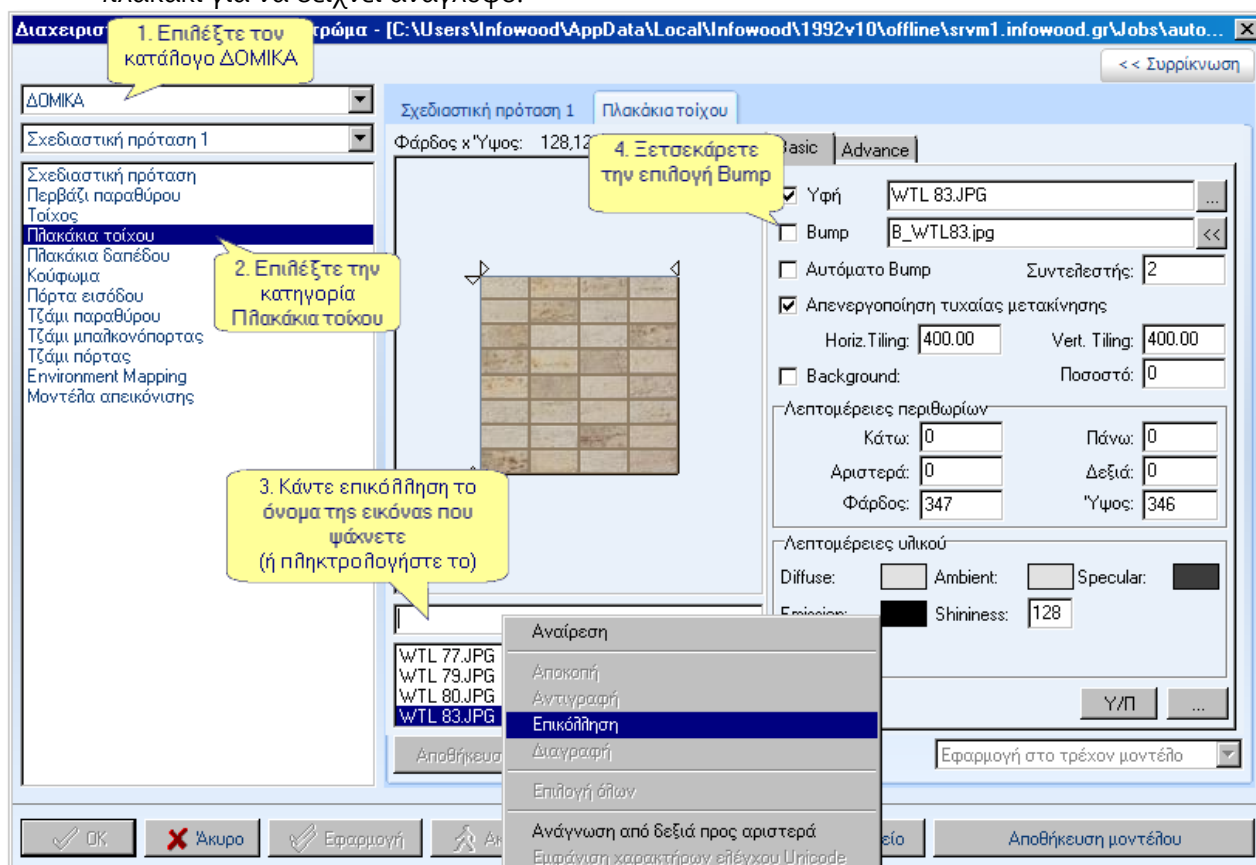 πλακάκι για να δείχνει ανάγλυφο.
[C:\Users\Infowood\AppData\Local\Infowood\1992v10\offline\srvm1.infowood.gr\Jobs\auto...
1. Επιλέξτε τον
κατάλογο ΔΟΜΙΚΑ
<< Συρρίκνωση
ΔΟΜΙΚΑ
Σχεδιαστική πρόταση 1
Σχεδιαστική πρόταση
Περβάζι παραθύρου
Τοίχος
Πλακάκια τοίχου
Πλακάκια δαπέδου
Κούφωμα
Πόρτα εισόδου
Τζάμι παραθύρου
Τζάμι μπαλκονόπορτας
Τζάμι πόρτας
Environment Mapping
Μοντέλα απεικόνισης
2. Επιλέξτε την
κατηγορία
Πλακάκια τοίχου
Σχεδιαστική πρόταση 1 Πλακάκια τοίχου
Φάρδος x Ύψος: 128,12
4. Ξετσεκάρετε
την επιλογή Bump
3. Κάντε επικόλληση το
όνομα της εικόνας που
ψάχνετε
(ή πληκτρολογήστε το)
WTL 77.JPG
WTL 79.JPG
WTL 80.JPG
WTL 83.JPG
Basic Advance
Υφή WTL 83.JPG ...
Bump B_WTL83.jpg <<
Αυτόματο Bump Συντελεστής: 2
Απενεργοποίηση τυχαίας μετακίνησης
Horiz.Tiling: 400.00 Vert. Tiling: 400.00
Background: Ποσοστό: 0
Λεπτομέρειες περιθωρίων
Κάτω: 0 Πάνω: 0
Αριστερά: 0 Δεξιά: 0
Φάρδος: 347 Ύψος: 346
Λεπτομέρειες υλικού
Diffuse: Ambient: Specular:
Emission: Shininess: 128
Υ/Π ...
Αναίρεση
Αποκοπή
Αντιγραφή
Επικόλληση
Διαγραφή
Επιλογή όλων
Ανάγνωση από δεξιά προς αριστερά
Εμφάνιση χαρακτήρων ελέγχου Unicode
Εφαρμογή στο τρέχον μοντέλο
OK Άκυρο Εφαρμογή Αποθήκευση μοντέλου